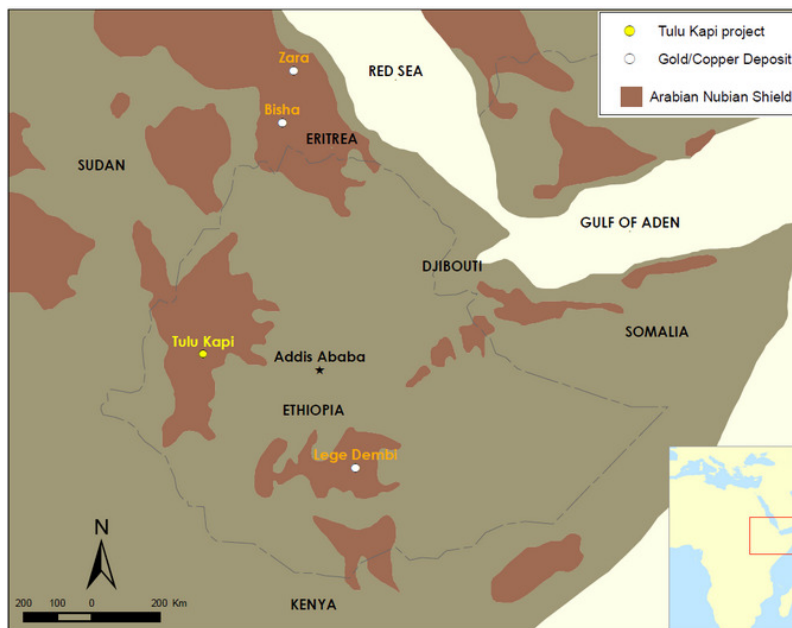 Tulu Kapi project
Gold/Copper Deposit
Arabian Nubian Shield
Zara
RED SEA
Bisha
ERITREA
SUDAN
GULF OF ADEN
DJIBOUTI
SOMALIA
Tulu Kapi
Addis Ababa
ETHIOPIA
Lege Dembi
N
200 100 0 200 Km
KENYA